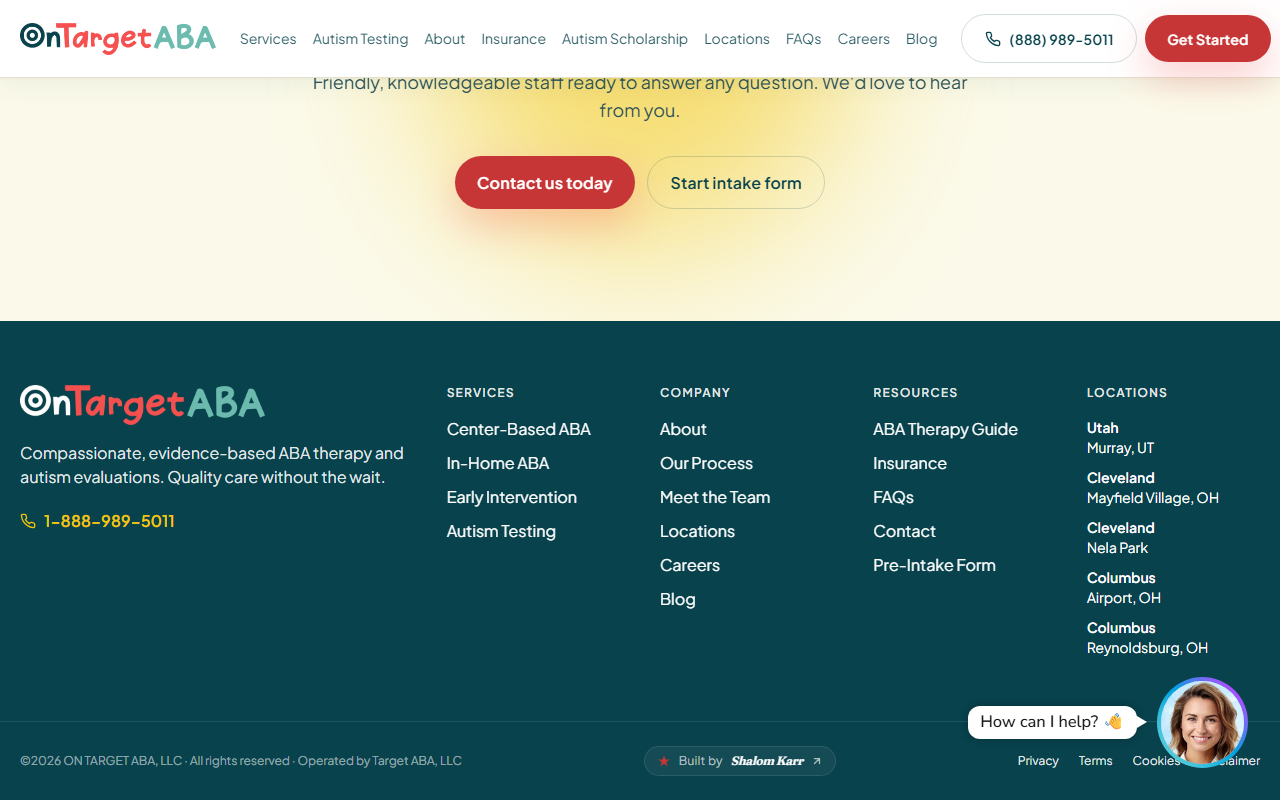 OnTargetABA
Services
Autism Testing
About
Insurance
Autism Scholarship
Locations
FAQs
Careers
Blog
(888) 989-5011
Get Started
Friendly, knowledgeable staff ready to answer any question. We'd love to hear
from you.
Contact us today
Start intake form
OnTargetABA
Compassionate, evidence-based ABA therapy and
autism evaluations. Quality care without the wait.
1-888-989-5011
SERVICES
Center-Based ABA
In-Home ABA
Early Intervention
Autism Testing
COMPANY
About
Our Process
Meet the Team
Locations
Careers
Blog
RESOURCES
ABA Therapy Guide
Insurance
FAQs
Contact
Pre-Intake Form
LOCATIONS
Utah
Murray, UT
Cleveland
Mayfield Village, OH
Cleveland
Nela Park
Columbus
Airport, OH
Columbus
Reynoldsburg, OH
How can I help? 👋
©2026 ON TARGET ABA, LLC · All rights reserved · Operated by Target ABA, LLC
Built by Shalom Karr
Privacy
Terms
Cookies